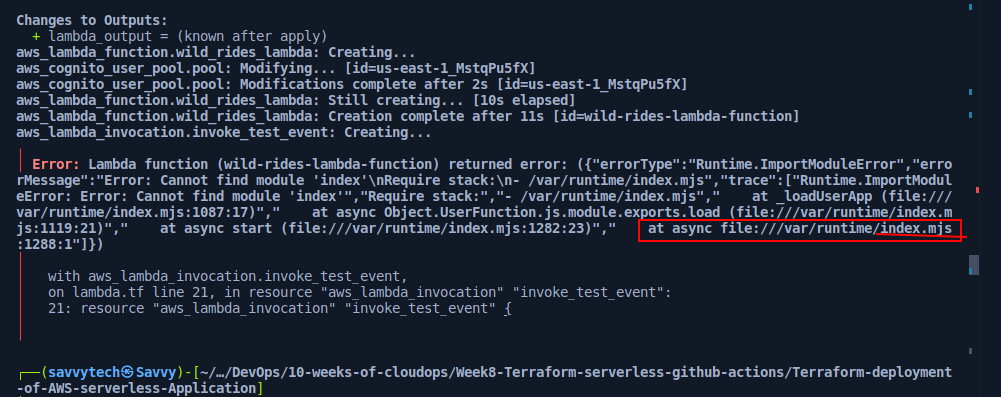 Changes to Outputs:
+ lambda_output = (known after apply)
aws_lambda_function.wild_rides_lambda: Creating...
aws_cognito_user_pool.pool: Modifying... [id=us-east-1_MstqPu5fX]
aws_cognito_user_pool.pool: Modifications complete after 2s [id=us-east-1_MstqPu5fX]
aws_lambda_function.wild_rides_lambda: Still creating... [10s elapsed]
aws_lambda_function.wild_rides_lambda: Creation complete after 11s [id=wild-rides-lambda-function]
aws_lambda_invocation.invoke_test_event: Creating...
Error: Lambda function (wild-rides-lambda-function) returned error: ({"errorType":"Runtime.ImportModuleError","erro
rMessage":"Error: Cannot find module 'index'\nRequire stack:\n- /var/runtime/index.mjs","trace":["Runtime.ImportModul
eError: Error: Cannot find module 'index'","Require stack:","- /var/runtime/index.mjs","    at _loadUserApp (file:///
var/runtime/index.mjs:1087:17)","    at async Object.UserFunction.js.module.exports.load (file:///var/runtime/index.m
js:1119:21)","    at async start (file:///var/runtime/index.mjs:1282:23)","    at async file:///var/runtime/index.mjs
:1288:1"]})
with aws_lambda_invocation.invoke_test_event,
on lambda.tf line 21, in resource "aws_lambda_invocation" "invoke_test_event":
21: resource "aws_lambda_invocation" "invoke_test_event" {
┌──(savvytech㉿Savvy)-[~/…/DevOps/10-weeks-of-cloudops/Week8-Terraform-serverless-github-actions/Terraform-deployment
-of-AWS-serverless-Application]